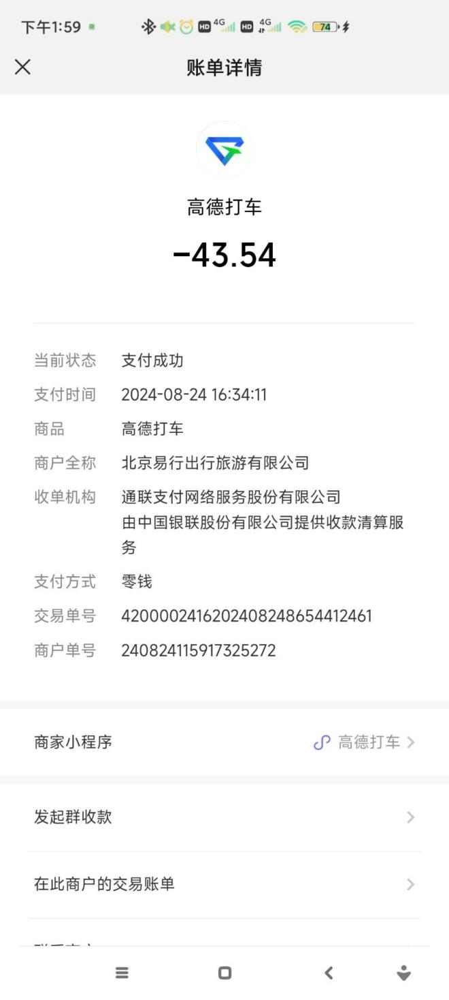 下午1:59
HD 4G HD 4G 74
账单详情
高德打车
-43.54
当前状态 支付成功
支付时间 2024-08-24 16:34:11
商品 高德打车
商户全称 北京易行出行旅游有限公司
收单机构 通联支付网络服务股份有限公司
由中国银联股份有限公司提供收款清算服
务
支付方式 零钱
交易单号 4200002416202408248654412461
商户单号 240824115917325272
商家小程序 高德打车
发起群收款
在此商户的交易账单